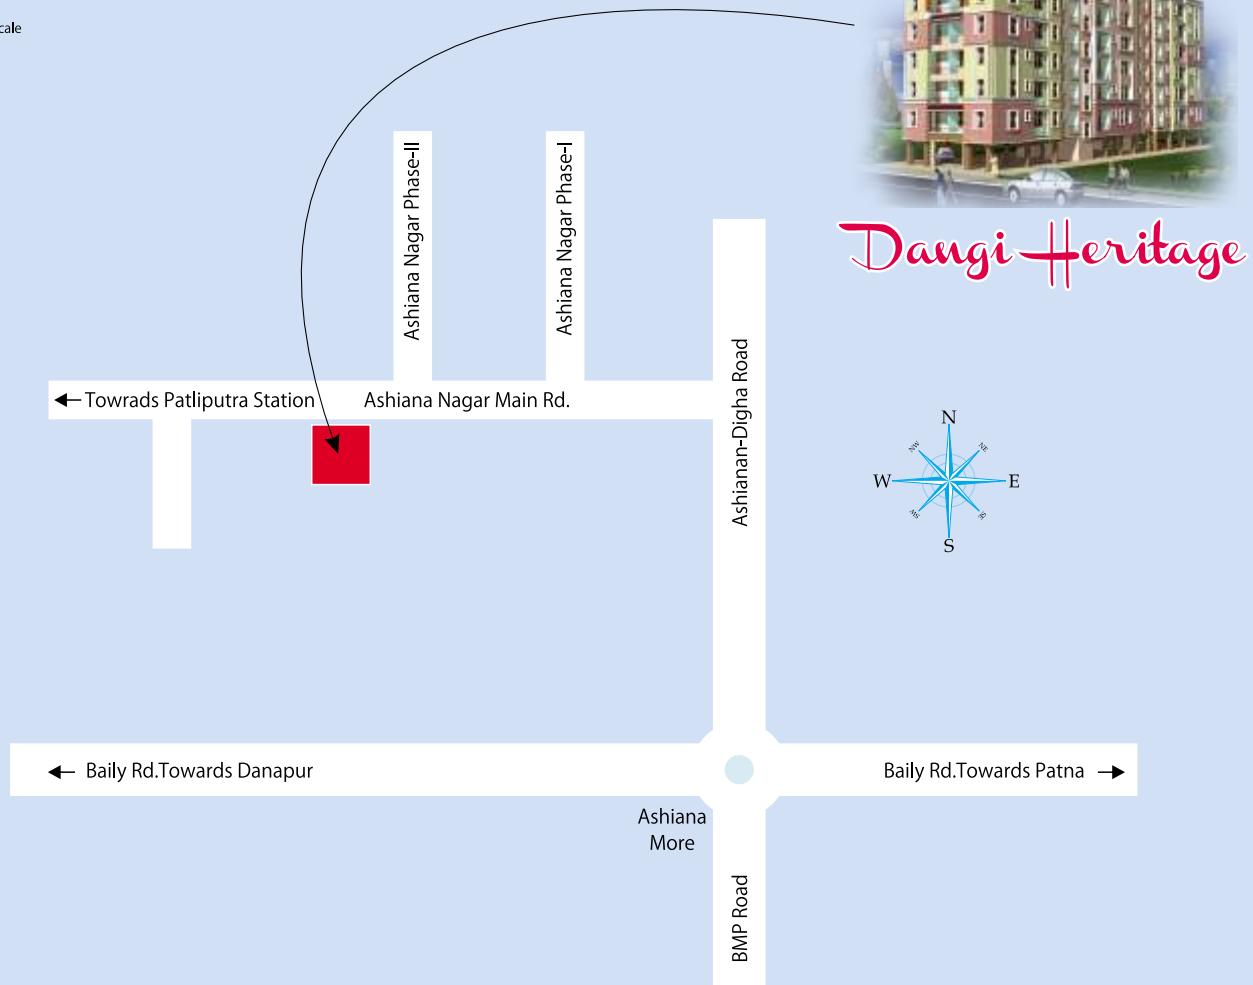 cale
Dangi Heritage
Ashiana Nagar Phase-II
Ashiana Nagar Phase-I
Ashianan-Digha Road
Towrads Patliputra Station
Ashiana Nagar Main Rd.
N
NW
NE
W
E
SW
SE
S
Baily Rd.Towards Danapur
Baily Rd.Towards Patna
Ashiana
More
BMP Road